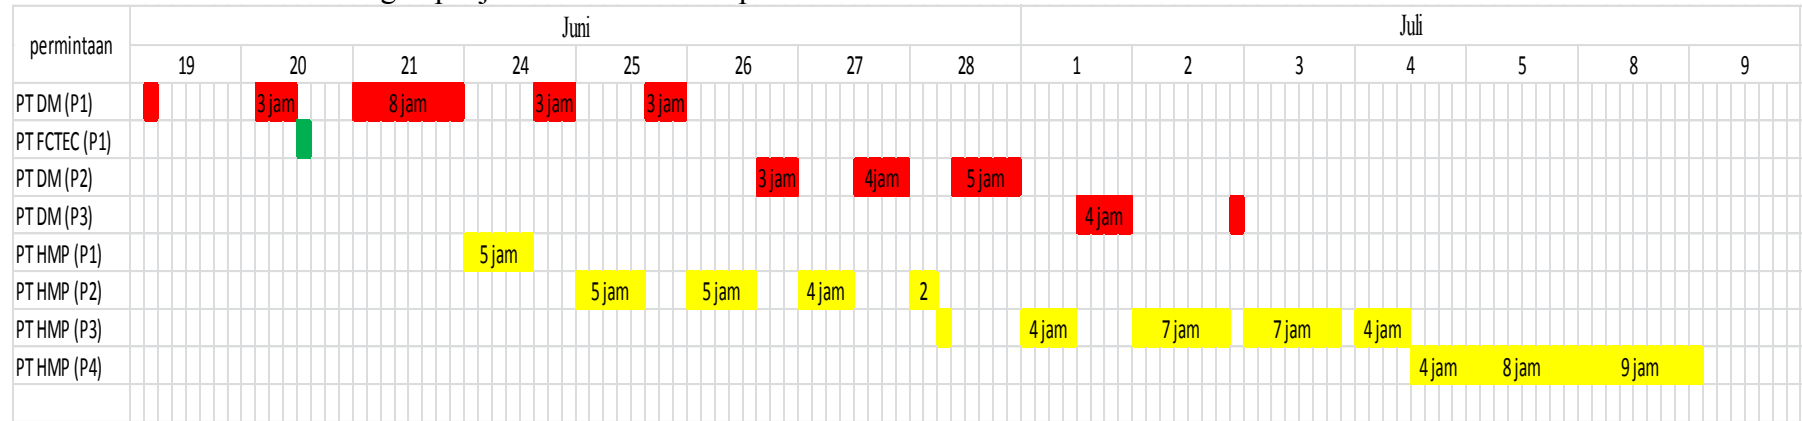 permintaan
Juni
Juli
19 20 21 24 25 26 27 28 1 2 3 4 5 8 9
PT DM (P1) 3 jam 8 jam 3 jam 3 jam
PT FCTEC (P1)
PT DM (P2) 3 jam 4jam 5 jam
PT DM (P3) 4 jam
PT HMP (P1) 5 jam
PT HMP (P2) 5 jam 5 jam 4 jam 2
PT HMP (P3) 4 jam 7 jam 7 jam 4 jam
PT HMP (P4) 4 jam 8 jam 9 jam